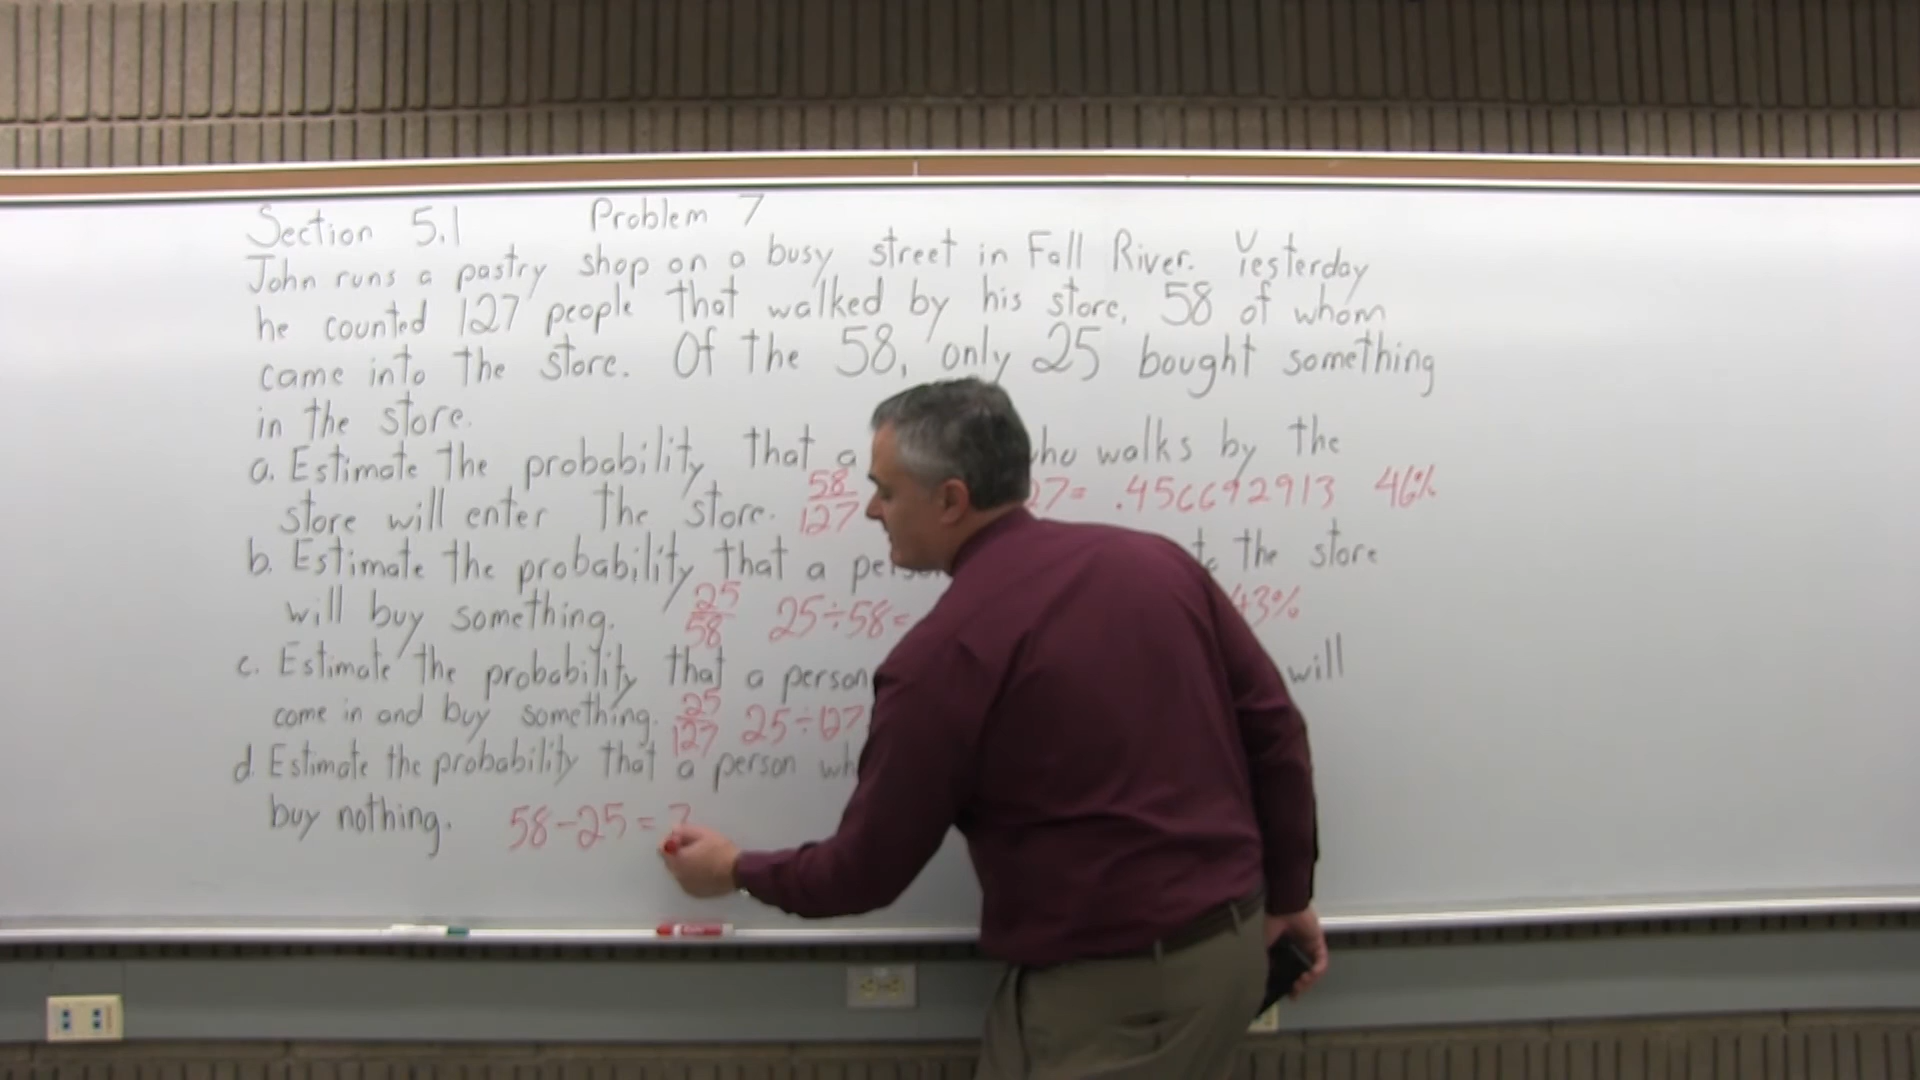 Section 5.1 Problem 7
John runs a pastry shop on a busy street in Fall River. Yesterday
he counted 127 people that walked by his store, 58 of whom
came into the store. Of the 58, only 25 bought something
in the store.
a. Estimate the probability that a who walks by the
store will enter the store. 58/127 27= .456692913 46%
b. Estimate the probability that a the store
will buy something. 25/58 25÷58= 43%
c. Estimate the probability that a person will
come in and buy something. 25/127 25÷127
d. Estimate the probability that a person
buy nothing. 58-25=